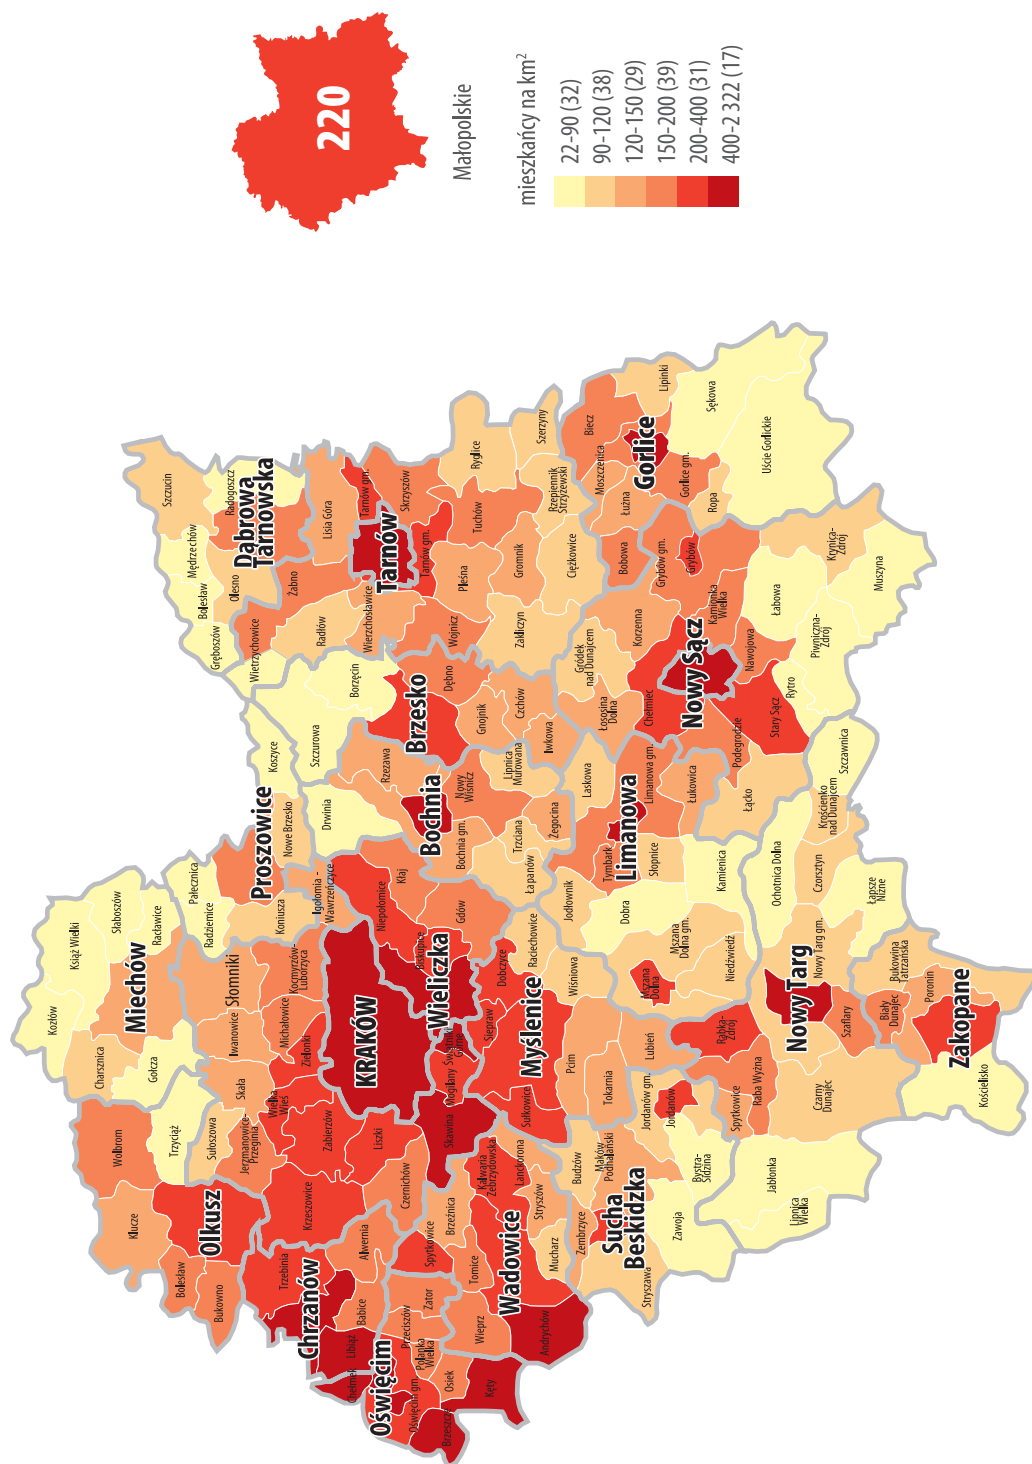 220
Małopolskie
mieszkańcy na km²
22-90 (32)
90-120 (38)
120-150 (29)
150-200 (39)
200-400 (31)
400-2 322 (17)
Kozłów
Książ Wielki
Charsznica
Miechów
Słaboszów
Racławice
Gołcza
Wolbrom
Trzyciąż
Klucze
Olkusz
Bolesław
Bukowno
Sułoszowa
Skała
Iwanowice
Słomniki
Jerzmanowice-
Przeginia
Wielka
Wieś
Zielonki
Michałowice
Kocmyrzów-
Luborzyca
Radziemice
Pałecznica
Proszowice
Koniusza
Nowe Brzesko
Koszyce
Igołomia -
Wawrzeńczyce
Krzeszowice
Zabierzów
Liszki
Czernichów
KRAKÓW
Skawina
Mogilany
Świątniki
Górne
Wieliczka
Biskupice
Niepołomice
Kłaj
Gdów
Trzebinia
Chrzanów
Libiąż
Babice
Alwernia
Chełmek
Oświęcim
Oświęcim gm.
Brzeszcze
Kęty
Osiek
Polanka
Wielka
Przeciszów
Zator
Spytkowice
Brzeźnica
Tomice
Wieprz
Andrychów
Wadowice
Kalwaria
Zebrzydowska
Lanckorona
Stryszów
Mucharz
Sułkowice
Myślenice
Siepraw
Dobczyce
Raciechowice
Wiśniowa
Pcim
Tokarnia
Lubień
Zembrzyce
Budzów
Maków
Podhalański
Sucha
Beskidzka
Stryszawa
Zawoja
Bystra-
Sidzina
Jordanów gm.
Jordanów
Drwinia
Rzezawa
Bochnia
Bochnia gm.
Nowy
Wiśnicz
Lipnica
Murowana
Trzciana
Żegocina
Łapanów
Szczurowa
Borzęcin
Brzesko
Dębno
Gnojnik
Czchów
Iwkowa
Gręboszów
Bolesław
Mędrzechów
Szczucin
Olesno
Radogoszcz
Dąbrowa
Tarnowska
Wietrzychowice
Żabno
Radłów
Lisia Góra
Wierzchosławice
Tarnów
Tarnów gm.
Tarnów gm.
Skrzyszów
Wojnicz
Pleśna
Tuchów
Ryglice
Szerzyny
Rzepiennik
Strzyżewski
Gromnik
Ciężkowice
Zakliczyn
Biecz
Lipinki
Moszczenica
Łużna
Gorlice
Gorlice gm.
Bobowa
Ropa
Sękowa
Uście Gorlickie
Gródek
nad Dunajcem
Korzenna
Grybów gm.
Grybów
Łososina
Dolna
Chełmiec
Nowy Sącz
Kamionka
Wielka
Nawojowa
Podegrodzie
Stary Sącz
Łącko
Rytro
Łabowa
Krynica-
Zdrój
Muszyna
Piwniczna-
Zdrój
Jodłownik
Laskowa
Tymbark
Limanowa
Limanowa gm.
Łukowica
Słopnice
Kamienica
Dobra
Mszana
Dolna
Mszana
Dolna gm.
Niedźwiedź
Rabka-
Zdrój
Raba Wyżna
Spytkowice
Jabłonka
Lipnica
Wielka
Czarny
Dunajec
Nowy Targ
Nowy Targ gm.
Szaflary
Ochotnica Dolna
Czorsztyn
Krościenko
nad Dunajcem
Szczawnica
Łapsze
Niżne
Bukowina
Tatrzańska
Biały
Dunajec
Poronin
Zakopane
Kościelisko